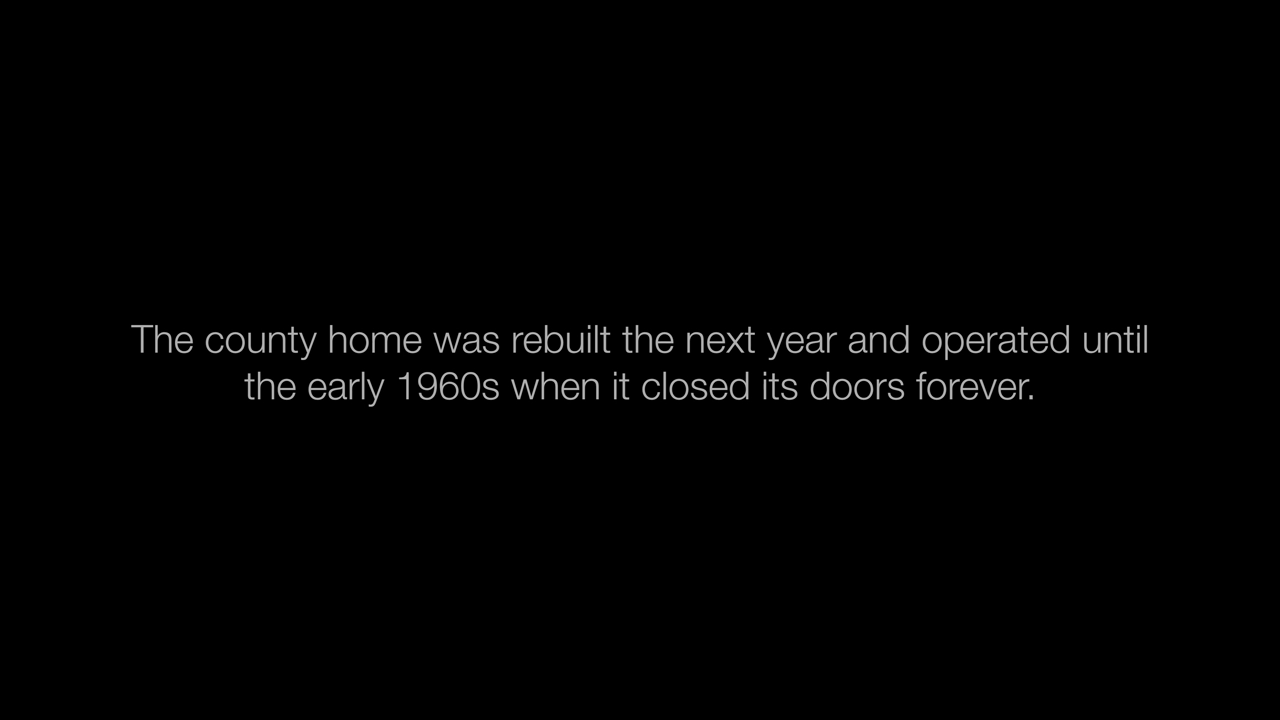 The county home was rebuilt the next year and operated until
the early 1960s when it closed its doors forever.